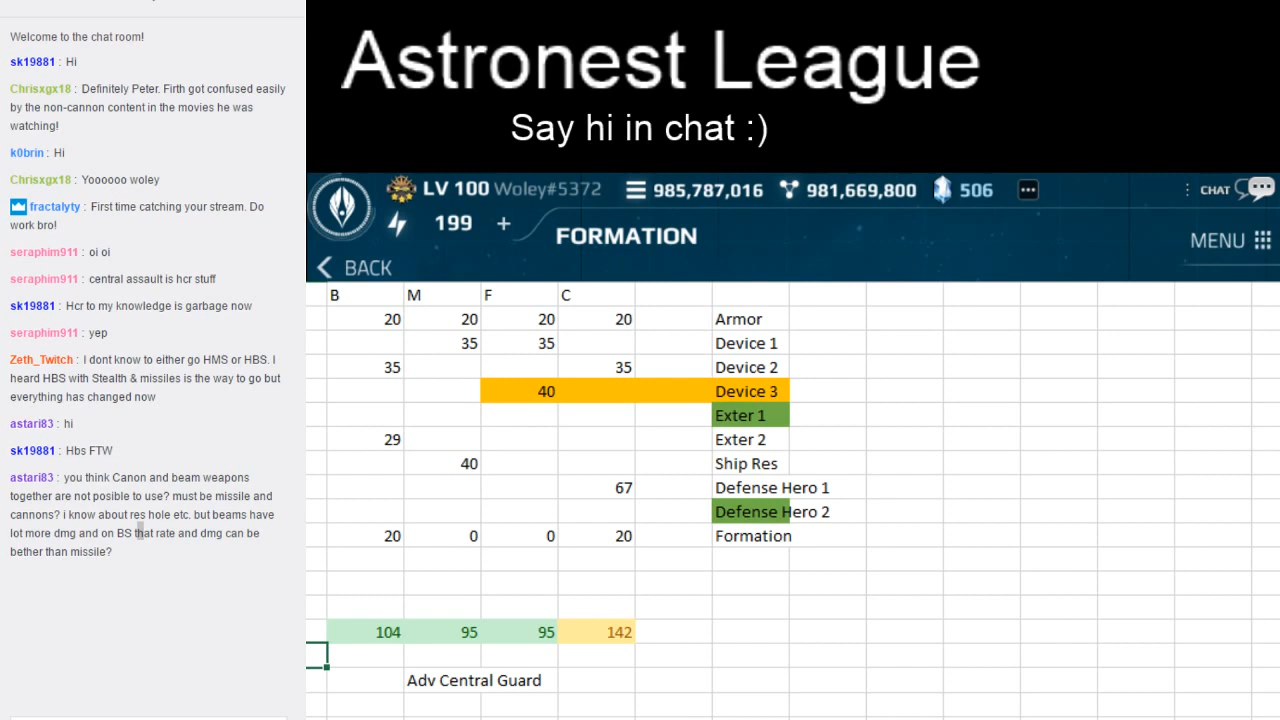 Welcome to the chat room!
sk19881 : Hi
Chrisxgx18 : Definitely Peter. Firth got confused easily
by the non-cannon content in the movies he was
watching!
k0brin : Hi
Chrisxgx18 : Yoooooo woley
fractalyty : First time catching your stream. Do
work bro!
seraphim911 : oi oi
seraphim911 : central assault is hcr stuff
sk19881 : Hcr to my knowledge is garbage now
seraphim911 : yep
Zeth_Twitch : I dont know to either go HMS or HBS. I
heard HBS with Stealth & missiles is the way to go but
everything has changed now
astari83 : hi
sk19881 : Hbs FTW
astari83 : you think Canon and beam weapons
together are not posible to use? must be missile and
cannons? i know about res hole etc. but beams have
lot more dmg and on BS that rate and dmg can be
bether than missile?
Astronest League
Say hi in chat :)
LV 100 Woley#5372 985,787,016 981,669,800 506 CHAT
199 + FORMATION MENU
BACK
B M F C
20 20 20 20 Armor
35 35 Device 1
35 35 Device 2
40 Device 3
Exter 1
29 Exter 2
40 Ship Res
67 Defense Hero 1
Defense Hero 2
20 0 0 20 Formation
104 95 95 142
Adv Central Guard